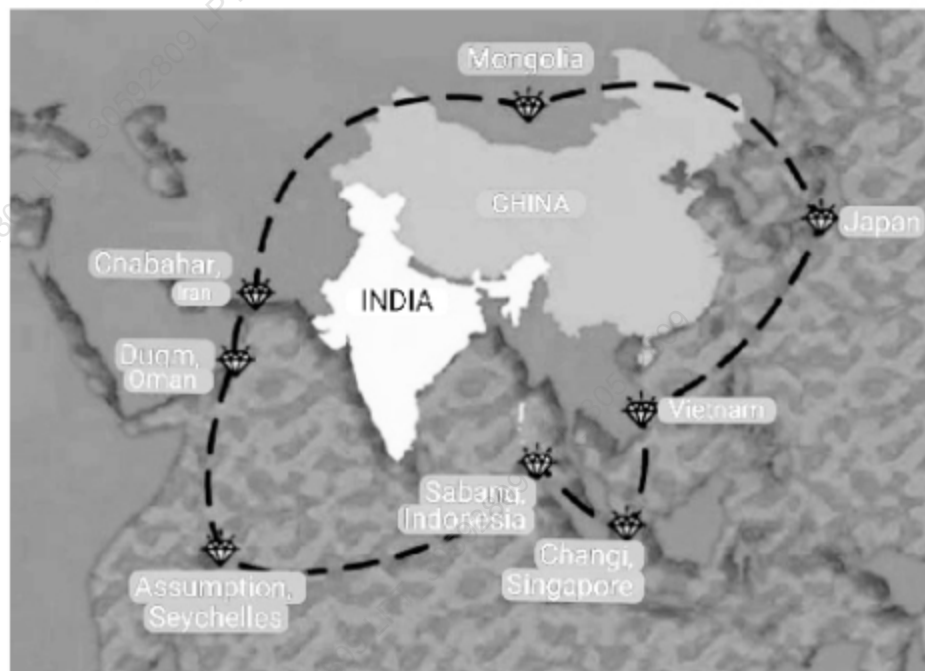 Mongolia
CHINA
Japan
Cnabahar,
Iran
INDIA
Duqm,
Oman
Vietnam
Sabang,
Indonesia
Changi,
Singapore
Assumption,
Seychelles